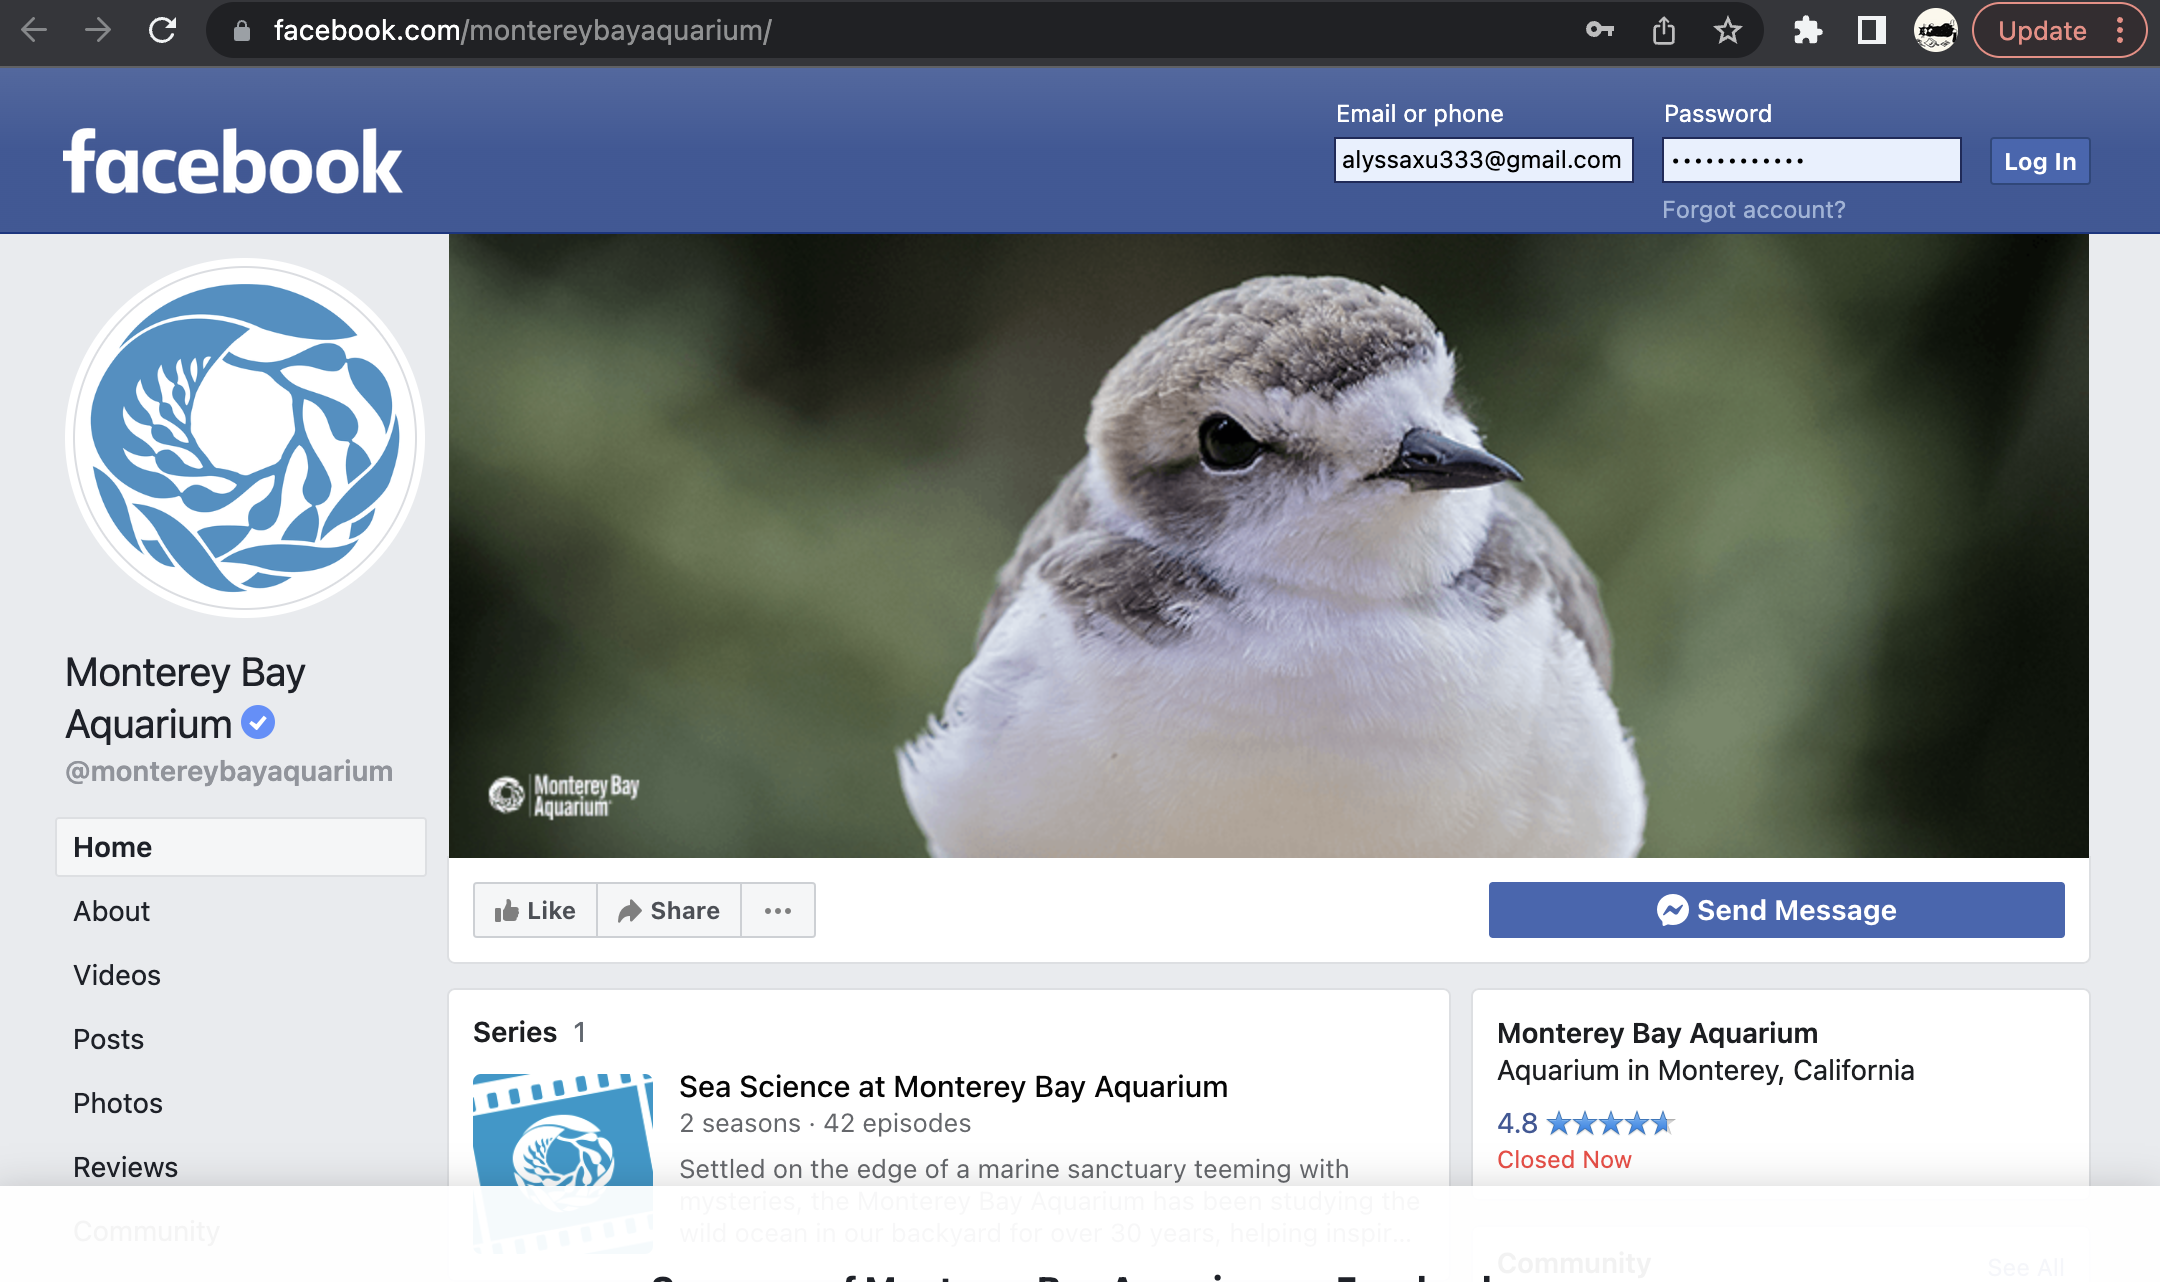 facebook.com/montereybayaquarium/
Update
facebook
Email or phone
Password
alyssaxu333@gmail.com
••••••••••••
Log In
Forgot account?
Monterey Bay
Aquarium
@montereybayaquarium
Home
About
Videos
Posts
Photos
Reviews
Community
Monterey Bay
Aquarium
Like
Share
Send Message
Series 1
Sea Science at Monterey Bay Aquarium
2 seasons · 42 episodes
Settled on the edge of a marine sanctuary teeming with
mysteries, the Monterey Bay Aquarium has been studying the
wild ocean in our backyard for over 30 years, helping inspir...
Monterey Bay Aquarium
Aquarium in Monterey, California
4.8
Closed Now
Community
See All
of Monterey Bay Aquarium